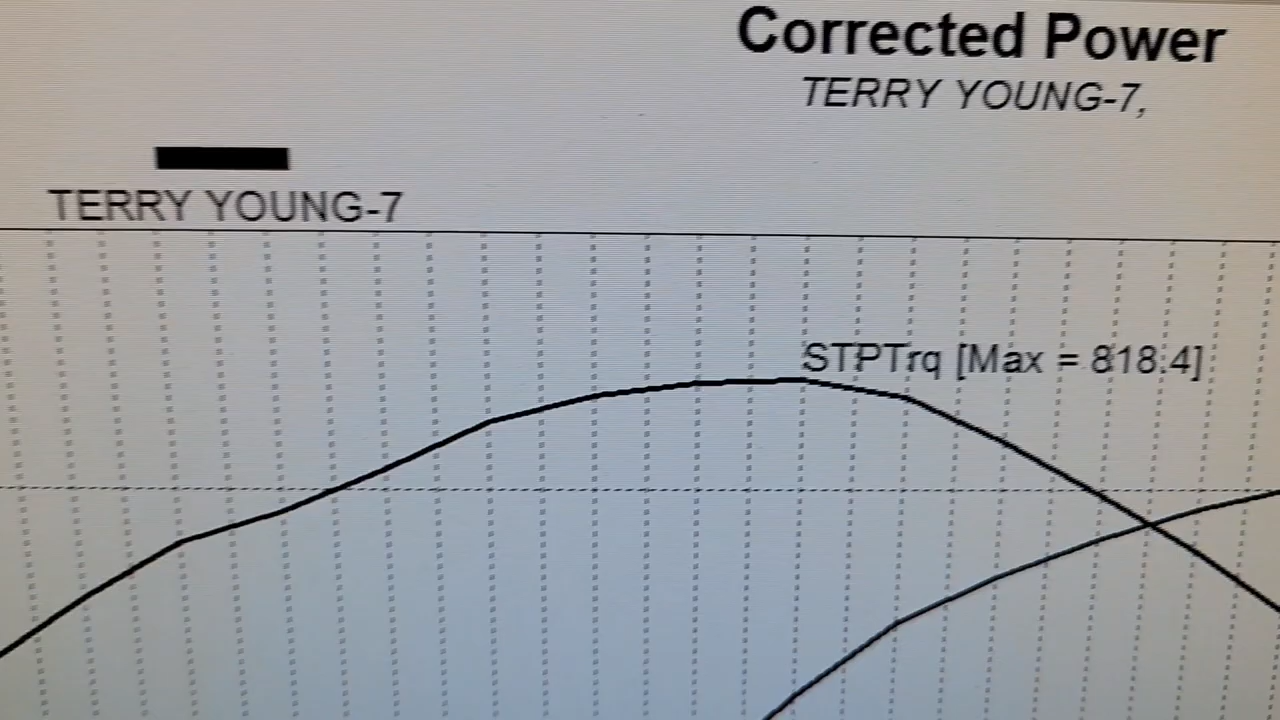 Corrected Power
TERRY YOUNG-7,
TERRY YOUNG-7
STPTrq [Max = 818.4]